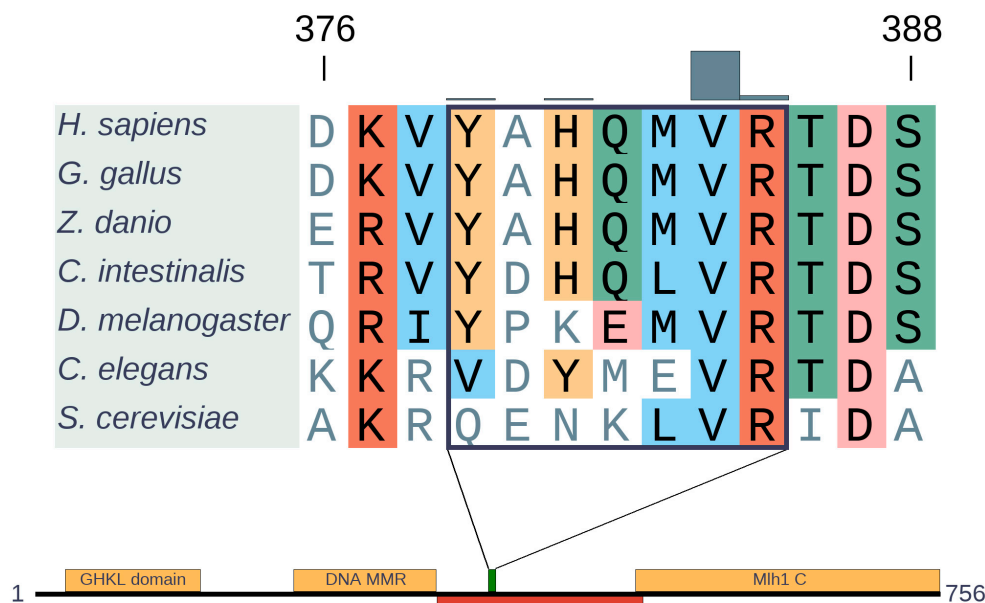 376 388
H. sapiens D K V Y A H Q M V R T D S
G. gallus D K V Y A H Q M V R T D S
Z. danio E R V Y A H Q M V R T D S
C. intestinalis T R V Y D H Q L V R T D S
D. melanogaster Q R I Y P K E M V R T D S
C. elegans K K R V D Y M E V R T D A
S. cerevisiae A K R Q E N K L V R I D A
GHKL domain DNA MMR Mlh1 C
1 756